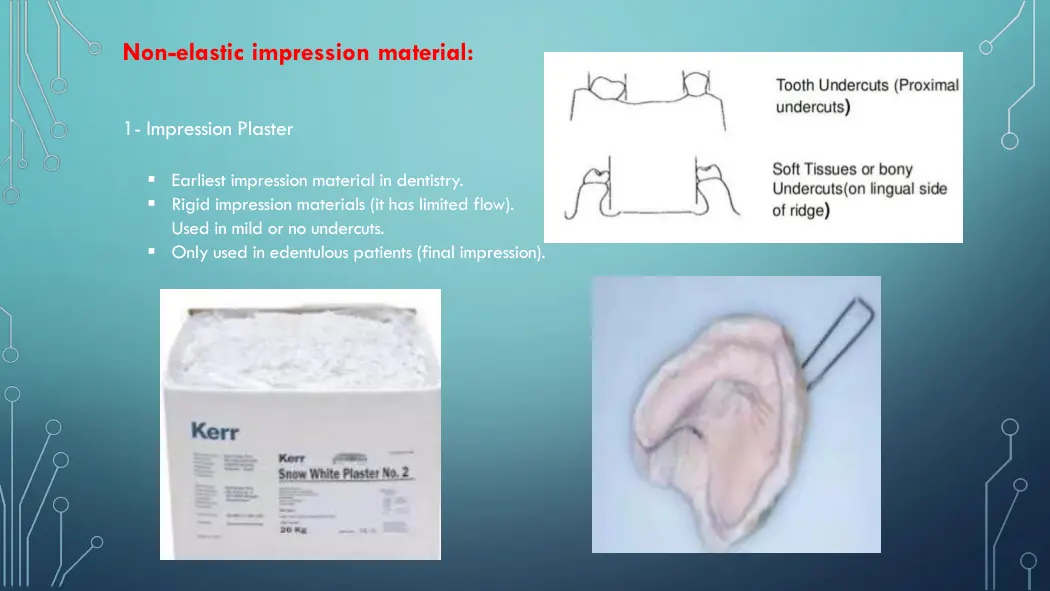 Non-elastic impression material:
1- Impression Plaster
▪ Earliest impression material in dentistry.
▪ Rigid impression materials (it has limited flow).
Used in mild or no undercuts.
▪ Only used in edentulous patients (final impression).
Tooth Undercuts (Proximal
undercuts)
Soft Tissues or bony
Undercuts(on lingual side
of ridge)
Kerr
Kerr
Snow White Plaster No. 2
20 Kg